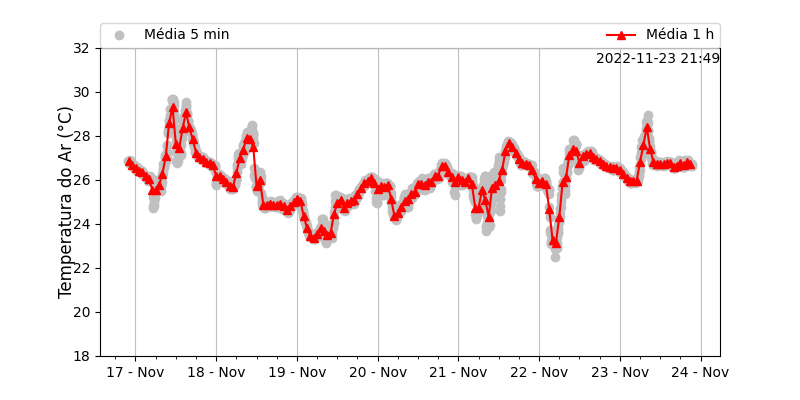 Média 5 min
Média 1 h
2022-11-23 21:49
Temperatura do Ar (°C)
32
30
28
26
24
22
20
18
17 - Nov
18 - Nov
19 - Nov
20 - Nov
21 - Nov
22 - Nov
23 - Nov
24 - Nov